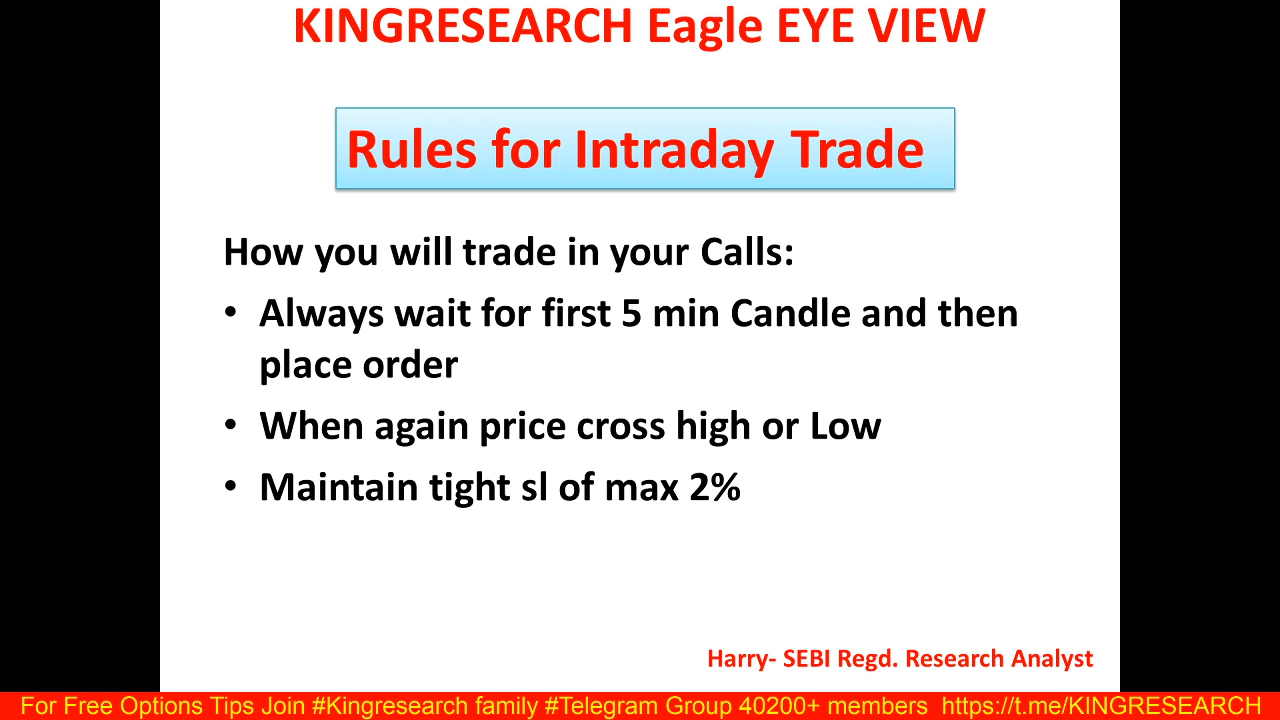 KINGRESEARCH Eagle EYE VIEW
Rules for Intraday Trade
How you will trade in your Calls:
• Always wait for first 5 min Candle and then
place order
• When again price cross high or Low
• Maintain tight sl of max 2%
Harry- SEBI Regd. Research Analyst
For Free Options Tips Join #Kingresearch family #Telegram Group 40200+ members https://t.me/KINGRESEARCH